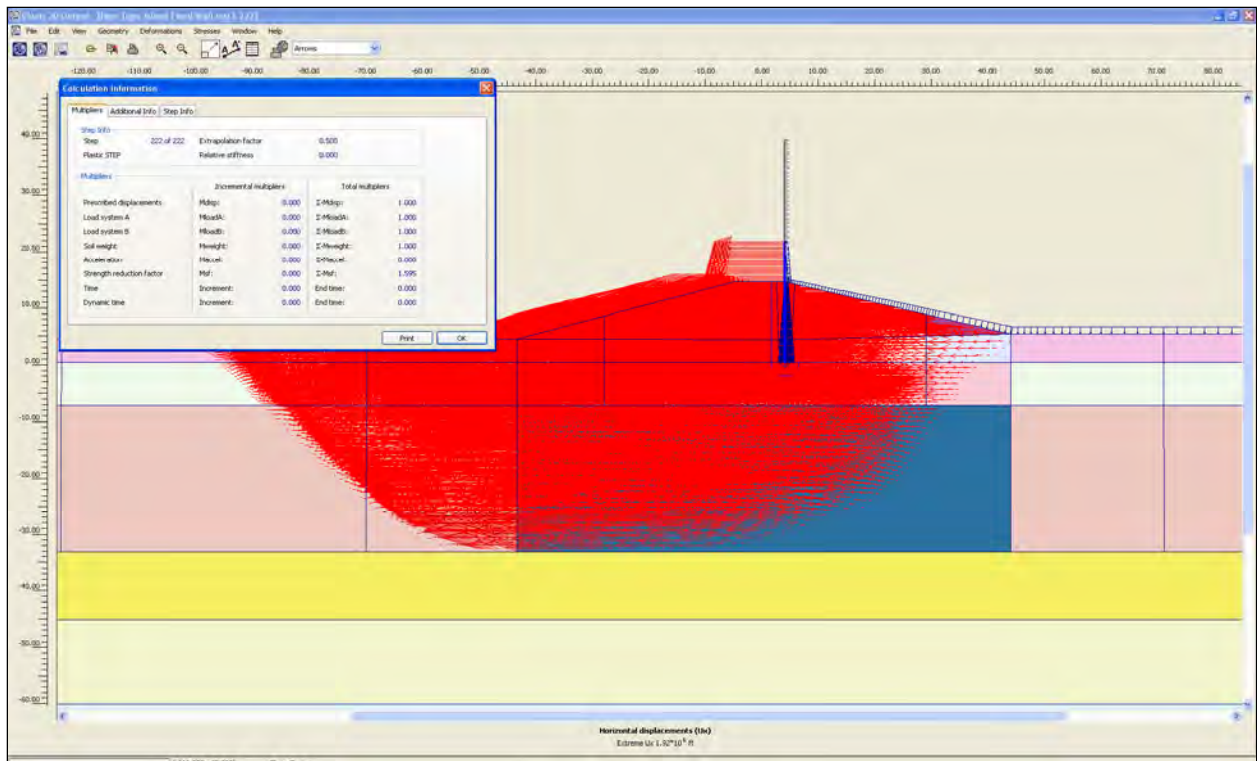 File Edit View Geometry Deformations Stresses Window Help
Arrows
-120.00 -110.00 -100.00 -90.00 -80.00 -70.00 -60.00 -50.00 -40.00 -30.00 -20.00 -10.00 0.00 10.00 20.00 30.00 40.00 50.00 60.00 70.00 80.00
Calculation information
Multipliers Additional Info Step Info
Step Info
Step 222 of 222 Extrapolation factor 0.500
Plastic STEP Relative stiffness 0.000
Multipliers
Incremental multipliers Total multipliers
Prescribed displacements Mdisp: 0.000 Σ-Mdisp: 1.000
Load system A MloadA: 0.000 Σ-MloadA: 1.000
Load system B MloadB: 0.000 Σ-MloadB: 1.000
Soil weight Mweight: 0.000 Σ-Mweight: 1.000
Acceleration Maccel: 0.000 Σ-Maccel: 0.000
Strength reduction factor Msf: 0.000 Σ-Msf: 1.595
Time Increment: 0.000 End time: 0.000
Dynamic time Increment: 0.000 End time: 0.000
Print OK
40.00
30.00
20.00
10.00
0.00
-10.00
-20.00
-30.00
-40.00
-50.00
-60.00
Horizontal displacements (Ux)
Extreme Ux 1.92*10
ft